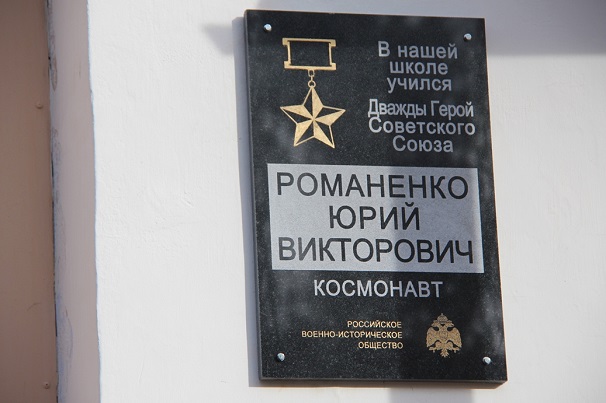 В нашей
школе
учился
Дважды Герой
Советского
Союза
РОМАНЕНКО
ЮРИЙ
ВИКТОРОВИЧ
КОСМОНАВТ
РОССИЙСКОЕ
ВОЕННО-ИСТОРИЧЕСКОЕ
ОБЩЕСТВО